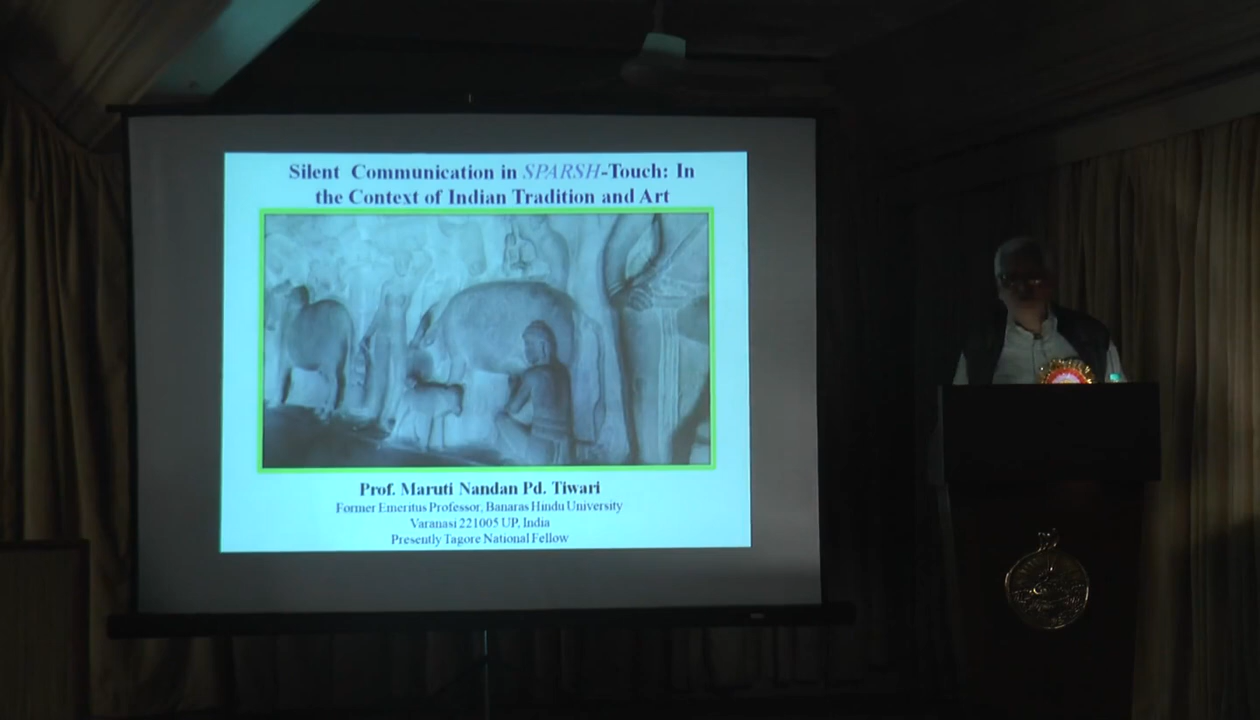 Silent Communication in SPARSH-Touch: In
the Context of Indian Tradition and Art
Prof. Maruti Nandan Pd. Tiwari
Former Emeritus Professor, Banaras Hindu University
Varanasi 221005 UP, India
Presently Tagore National Fellow